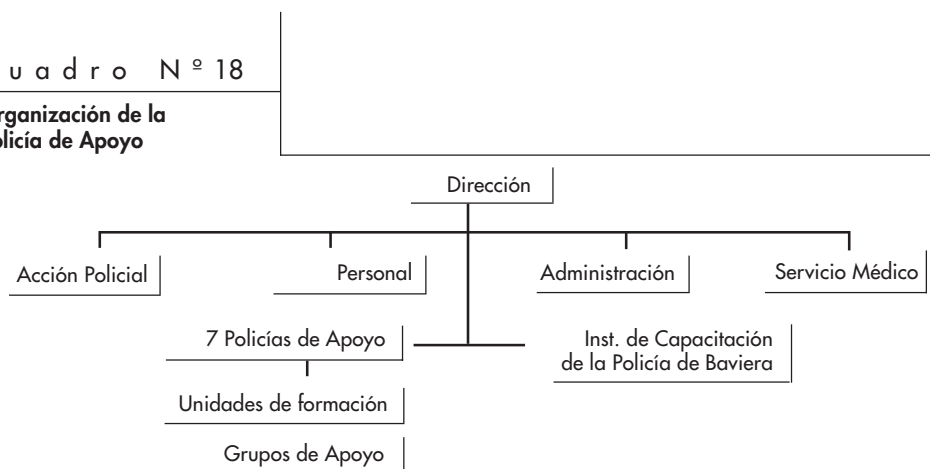 u a d r o N º 18
rganización de la
olicía de Apoyo
Dirección
Acción Policial
Personal
Administración
Servicio Médico
7 Policías de Apoyo
Inst. de Capacitación
de la Policía de Baviera
Unidades de formación
Grupos de Apoyo